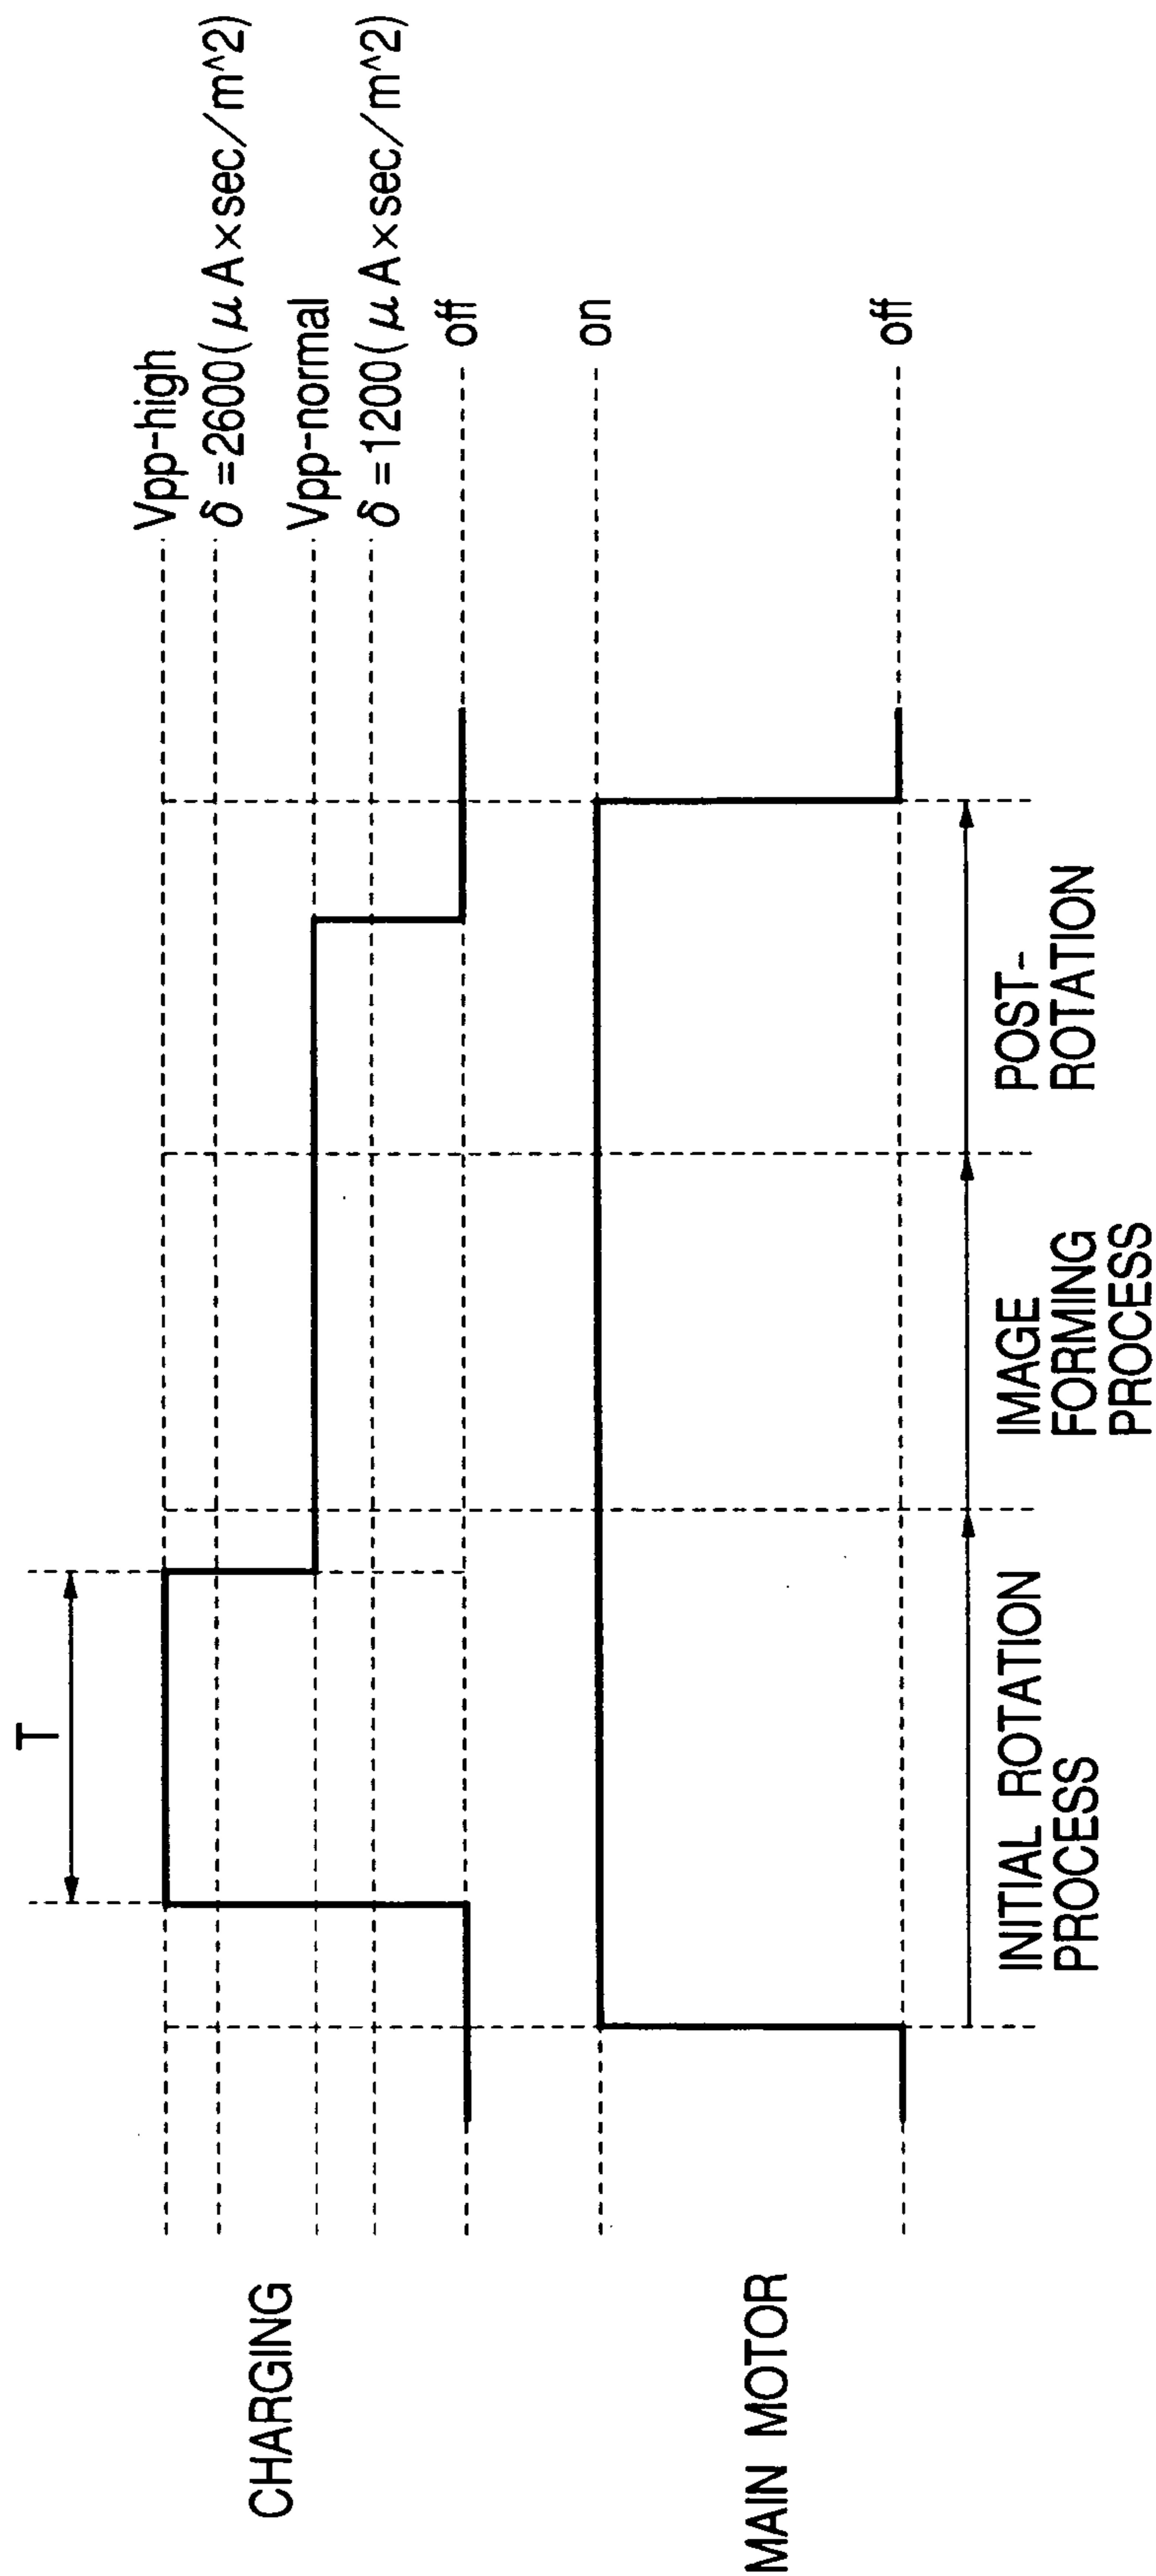 T
Vpp-high
δ=2600(μA×sec/m^2)
Vpp-normal
δ=1200(μA×sec/m^2)
off
CHARGING
on
off
MAIN MOTOR
INITIAL ROTATION
PROCESS
IMAGE
FORMING
PROCESS
POST-
ROTATION